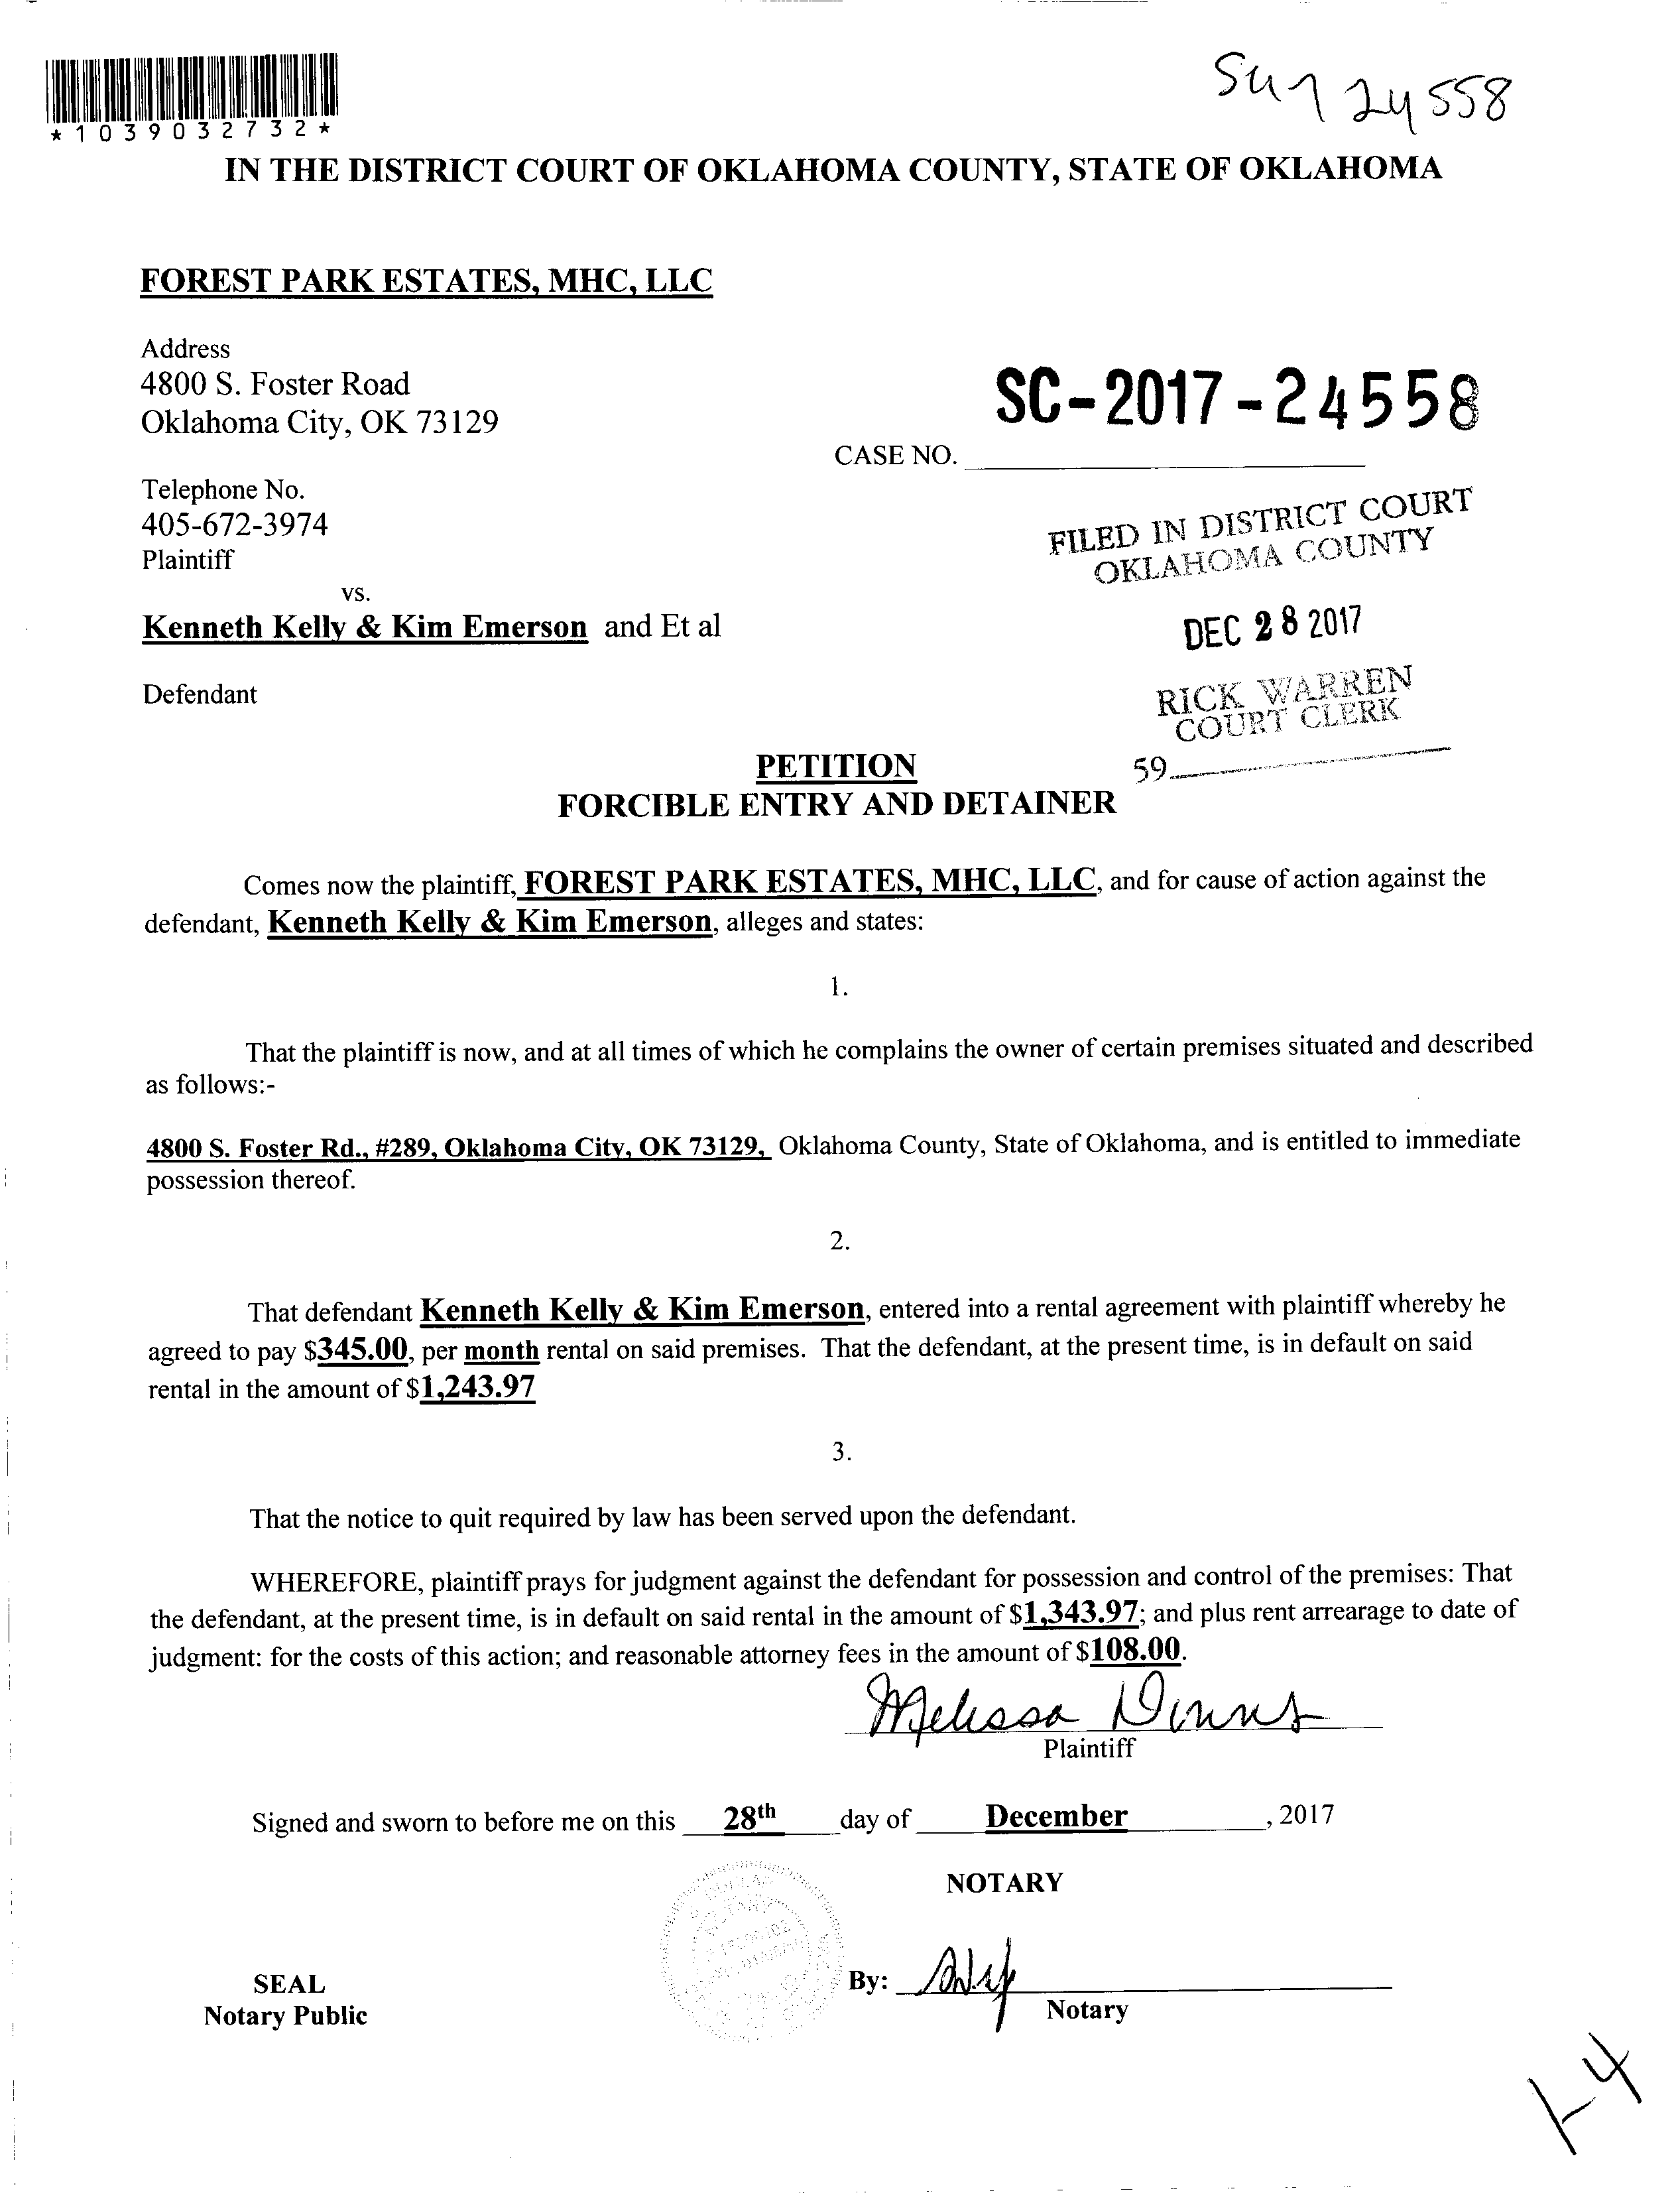 *1039032732*
IN THE DISTRICT COURT OF OKLAHOMA COUNTY, STATE OF OKLAHOMA
FOREST PARK ESTATES, MHC, LLC
Address
4800 S. Foster Road
Oklahoma City, OK 73129
SC-2017-24558
CASE NO.
Telephone No.
405-672-3974
Plaintiff
FILED IN DISTRICT COURT
OKLAHOMA COUNTY
vs.
Kenneth Kelly & Kim Emerson and Et al
DEC 28 2017
Defendant
RICK WARREN
COURT CLERK
59
PETITION
FORCIBLE ENTRY AND DETAINER
Comes now the plaintiff, FOREST PARK ESTATES, MHC, LLC, and for cause of action against the
defendant, Kenneth Kelly & Kim Emerson, alleges and states:
1.
That the plaintiff is now, and at all times of which he complains the owner of certain premises situated and described
as follows:-
4800 S. Foster Rd., #289, Oklahoma City, OK 73129, Oklahoma County, State of Oklahoma, and is entitled to immediate
possession thereof.
2.
That defendant Kenneth Kelly & Kim Emerson, entered into a rental agreement with plaintiff whereby he
agreed to pay $345.00, per month rental on said premises. That the defendant, at the present time, is in default on said
rental in the amount of $1,243.97
3.
That the notice to quit required by law has been served upon the defendant.
WHEREFORE, plaintiff prays for judgment against the defendant for possession and control of the premises: That
the defendant, at the present time, is in default on said rental in the amount of $1,343.97; and plus rent arrearage to date of
judgment: for the costs of this action; and reasonable attorney fees in the amount of $108.00.
Melissa
Plaintiff
Signed and sworn to before me on this 28th day of December, 2017
NOTARY
SEAL
Notary Public
By:
Notary
1-4